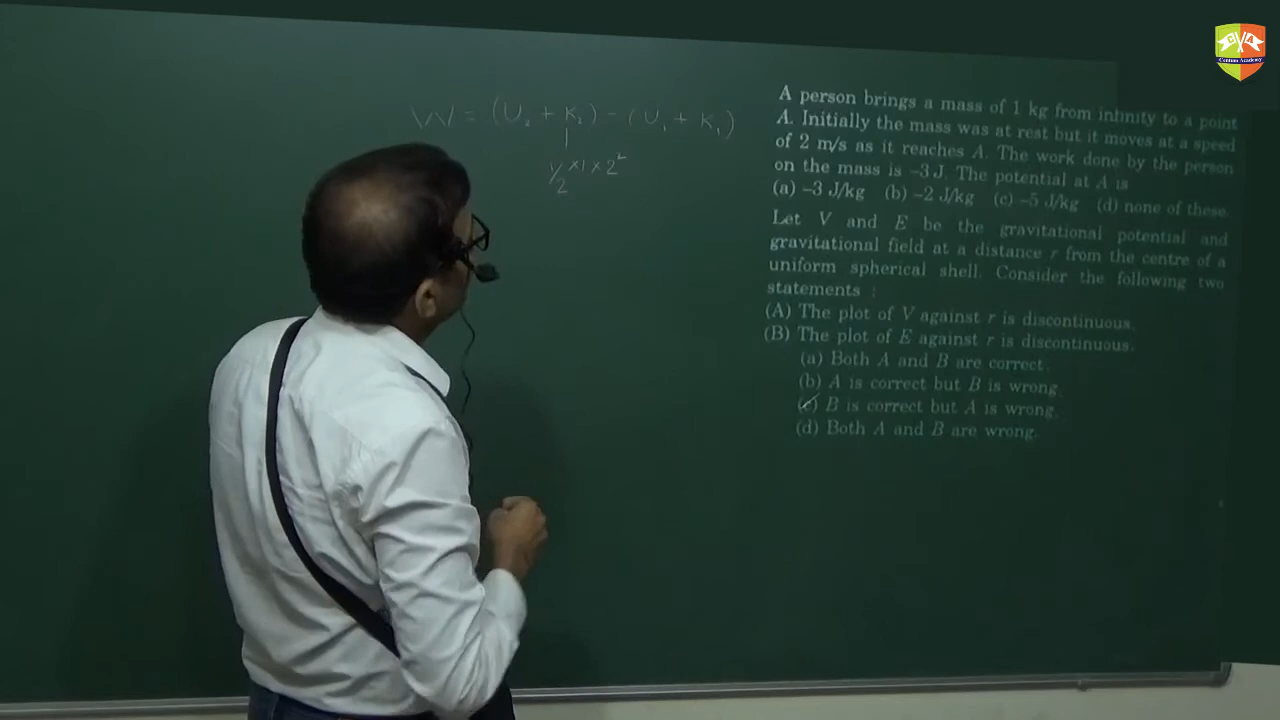 W = (U₂ + K₂) - (U₁ + K₁)
½ × 1 × 2²
A person brings a mass of 1 kg from infinity to a point
A. Initially the mass was at rest but it moves at a speed
of 2 m/s as it reaches A. The work done by the person
on the mass is –3 J. The potential at A is
(a) –3 J/kg (b) –2 J/kg (c) –5 J/kg (d) none of these.
Let V and E be the gravitational potential and
gravitational field at a distance r from the centre of a
uniform spherical shell. Consider the following two
statements :
(A) The plot of V against r is discontinuous.
(B) The plot of E against r is discontinuous.
(a) Both A and B are correct.
(b) A is correct but B is wrong.
(c) B is correct but A is wrong.
(d) Both A and B are wrong.
CA
Centum Academy